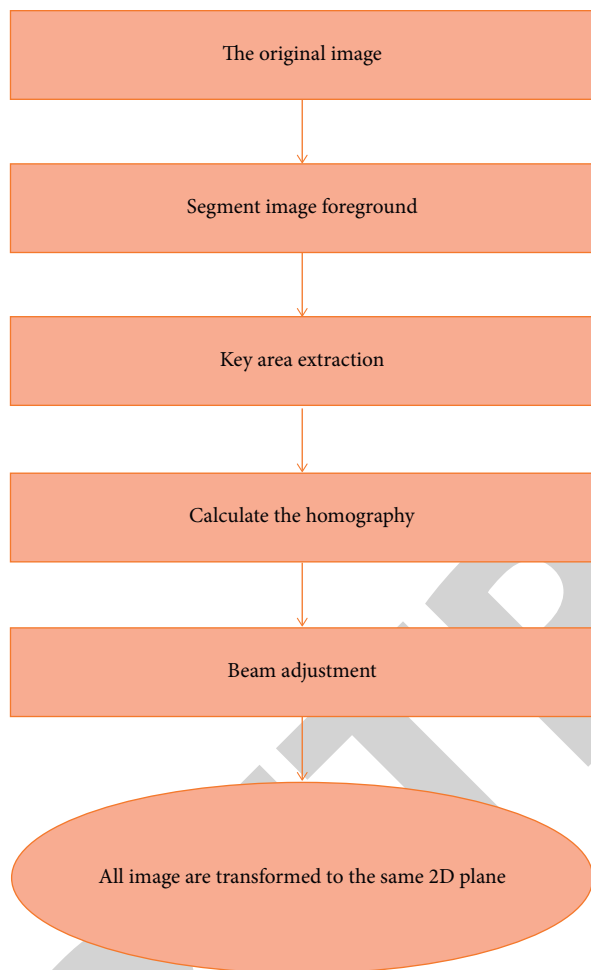 The original image
Segment image foreground
Key area extraction
Calculate the homography
Beam adjustment
All image are transformed to the same 2D plane